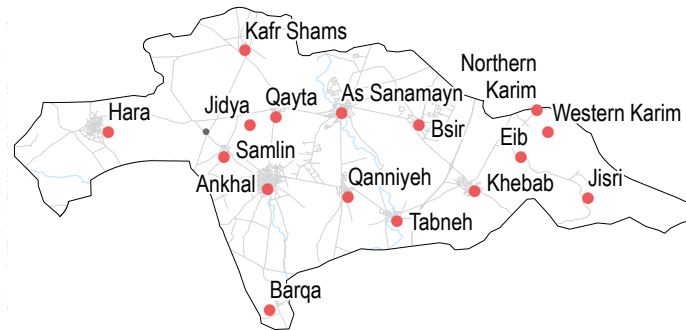 Kafr Shams
Northern
Karim
As Sanamayn
Qayta
Hara
Jidya
Western Karim
Bsir
Eib
Samlin
Ankhal
Qanniyeh
Khebab
Jisri
Tabneh
Barqa